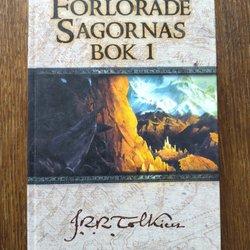 FÖRLORADE
SAGORNAS
BOK 1
J.R.R. Tolkien